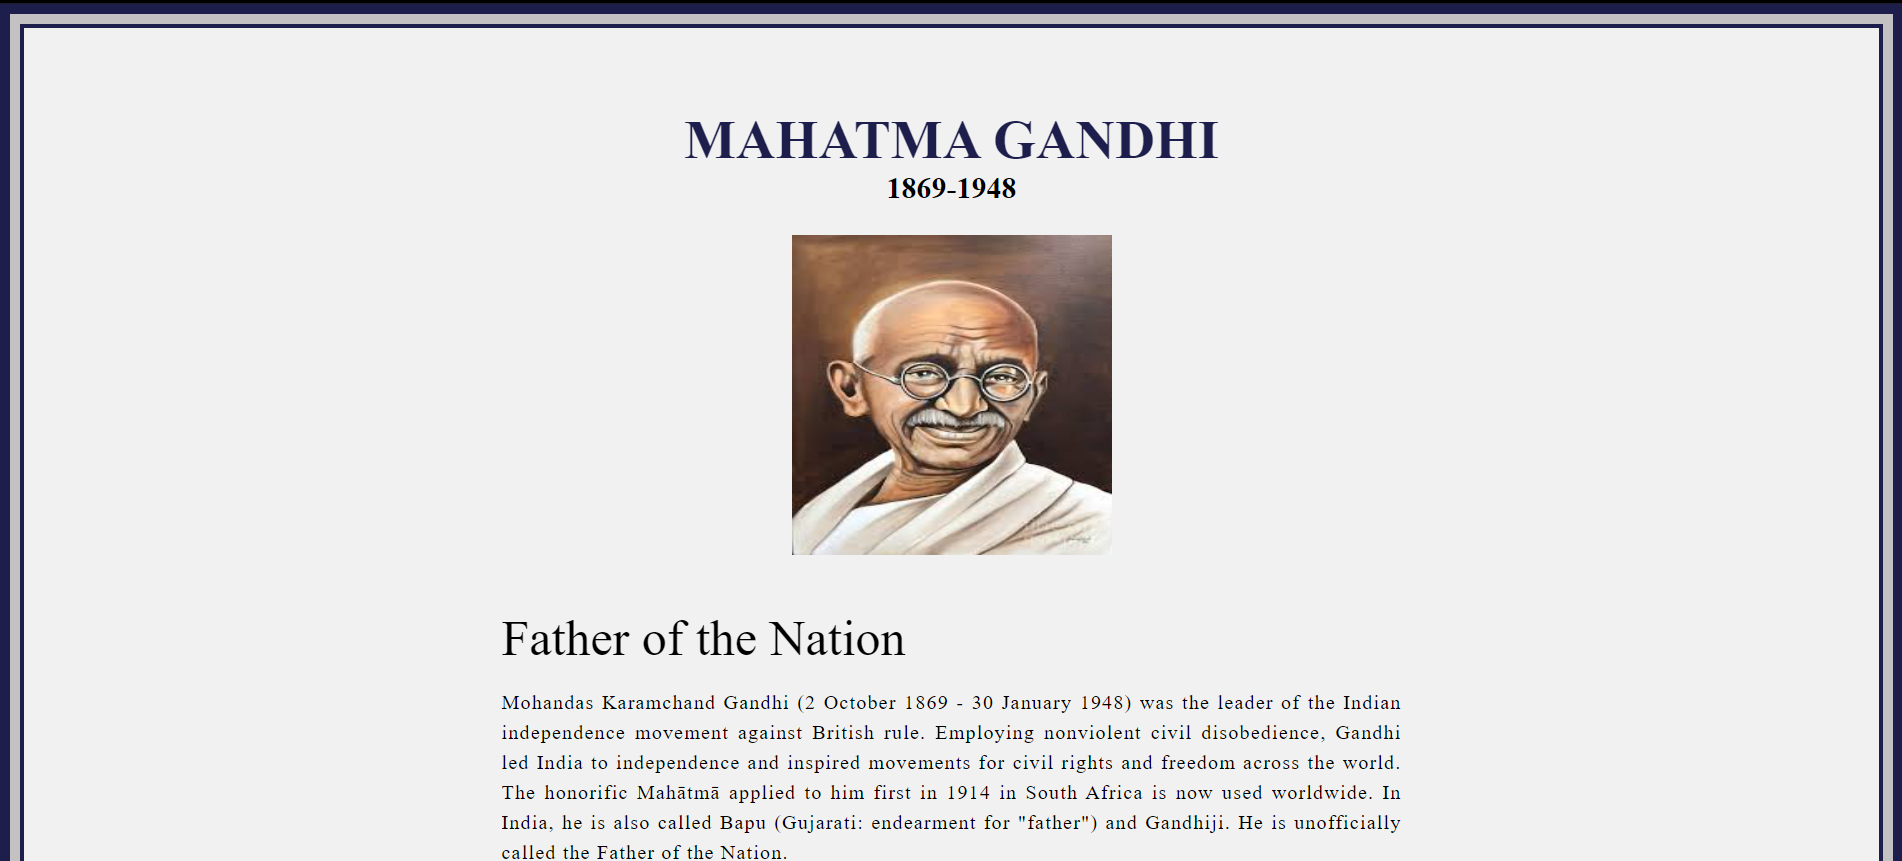 MAHATMA GANDHI
1869-1948
Father of the Nation
Mohandas Karamchand Gandhi (2 October 1869 - 30 January 1948) was the leader of the Indian
independence movement against British rule. Employing nonviolent civil disobedience, Gandhi
led India to independence and inspired movements for civil rights and freedom across the world.
The honorific Mahātmā applied to him first in 1914 in South Africa is now used worldwide. In
India, he is also called Bapu (Gujarati: endearment for "father") and Gandhiji. He is unofficially
called the Father of the Nation.